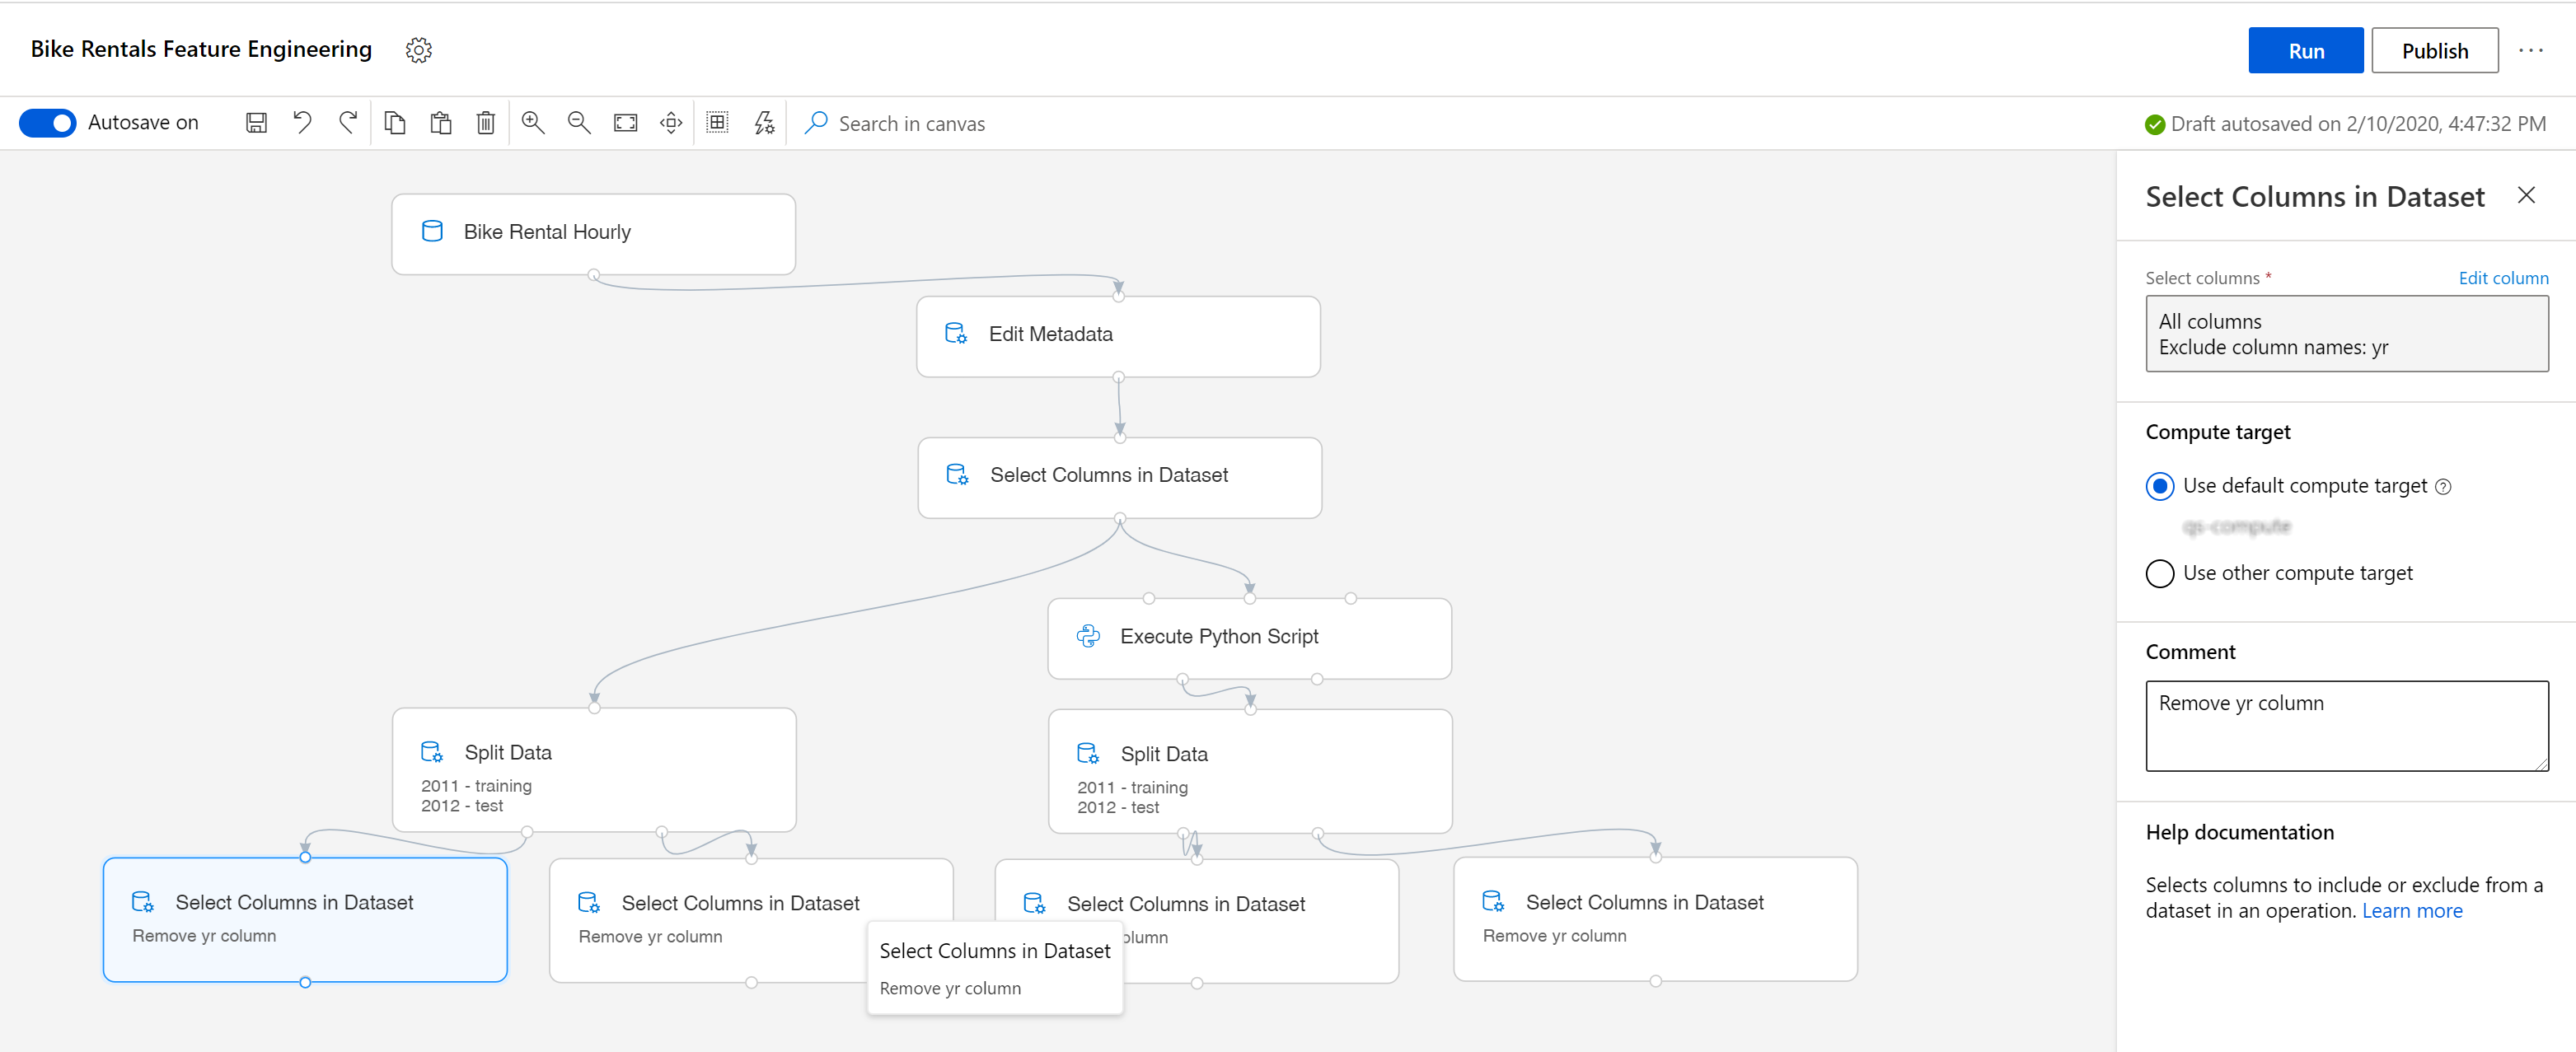 Bike Rentals Feature Engineering
Run
Publish
Autosave on
Search in canvas
Draft autosaved on 2/10/2020, 4:47:32 PM
Bike Rental Hourly
Edit Metadata
Select Columns in Dataset
Execute Python Script
Split Data
2011 - training
2012 - test
Split Data
2011 - training
2012 - test
Select Columns in Dataset
Remove yr column
Select Columns in Dataset
Remove yr column
Select Columns in Dataset
Select Columns in Dataset
Remove yr column
Select Columns in Dataset
Remove yr column
Select Columns in Dataset
Select columns *
Edit column
All columns
Exclude column names: yr
Compute target
Use default compute target
qs-compute
Use other compute target
Comment
Remove yr column
Help documentation
Selects columns to include or exclude from a
dataset in an operation. Learn more